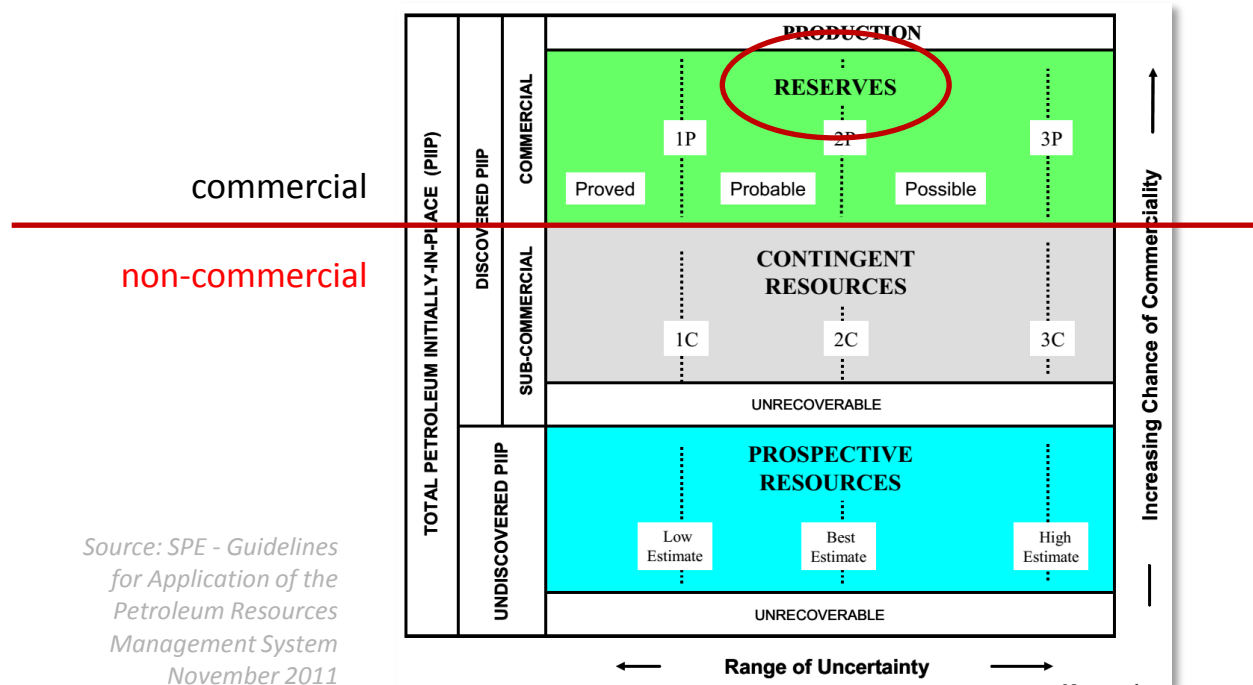 PRODUCTION
RESERVES
1P
2P
3P
Proved
Probable
Possible
commercial
non-commercial
TOTAL PETROLEUM INITIALLY-IN-PLACE (PIIP)
DISCOVERED PIIP
COMMERCIAL
SUB-COMMERCIAL
CONTINGENT
RESOURCES
1C
2C
3C
UNRECOVERABLE
UNDISCOVERED PIIP
PROSPECTIVE
RESOURCES
Low
Estimate
Best
Estimate
High
Estimate
UNRECOVERABLE
Increasing Chance of Commerciality
Range of Uncertainty
Source: SPE - Guidelines
for Application of the
Petroleum Resources
Management System
November 2011